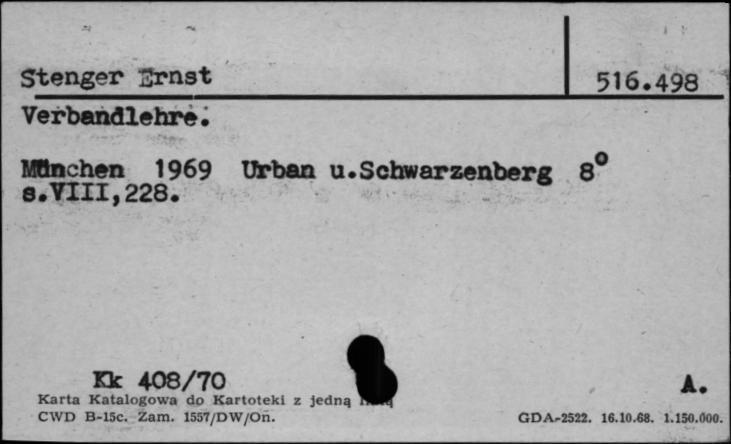 Stenger Ernst
516.498
Verbandlehre.
München 1969 Urban u.Schwarzenberg 8°
s.VIII,228.
Kk 408/70
A.
Karta Katalogowa do Kartoteki z jedną
CWD B-15c. Zam. 1557/DW/On.
GDA-2522. 16.10.68. 1.150.000.